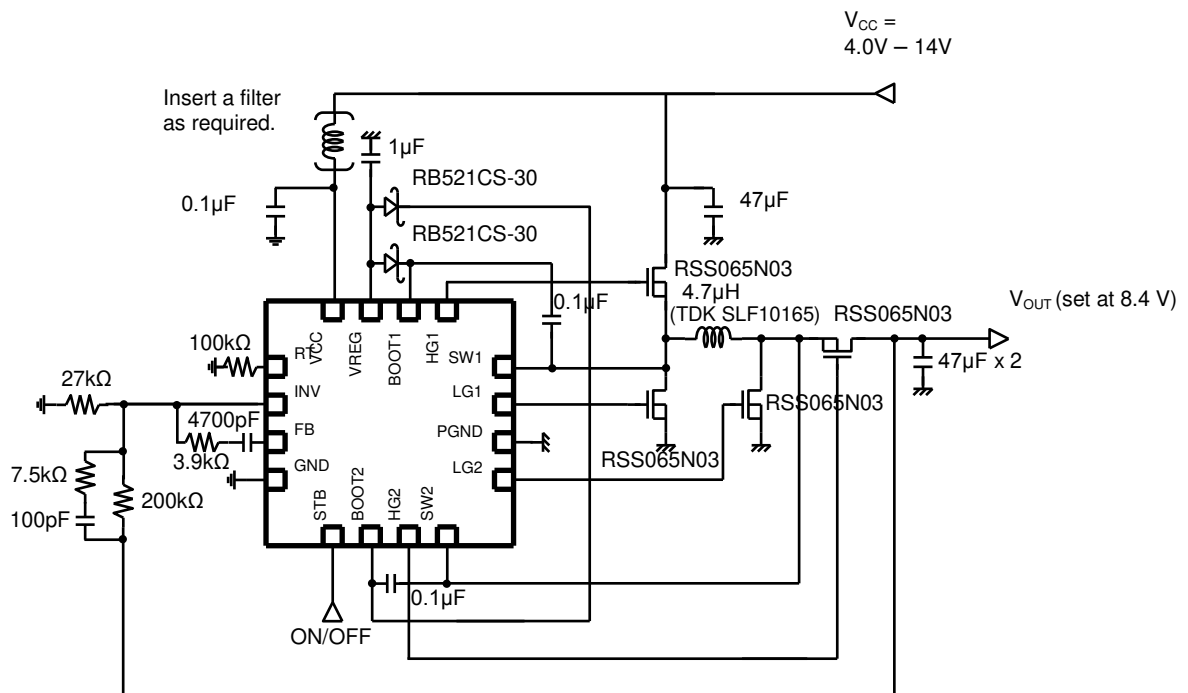 V_CC =
4.0V – 14V
Insert a filter
as required.
1µF
RB521CS-30
0.1µF
47µF
RB521CS-30
RSS065N03
4.7µH
0.1µF
(TDK SLF10165)
RSS065N03
V_OUT (set at 8.4 V)
VCC
VREG
BOOT1
HG1
100kΩ
RT
SW1
47µF x 2
27kΩ
INV
LG1
RSS065N03
4700pF
FB
PGND
3.9kΩ
RSS065N03
7.5kΩ
GND
LG2
200kΩ
100pF
STB
BOOT2
HG2
SW2
0.1µF
ON/OFF